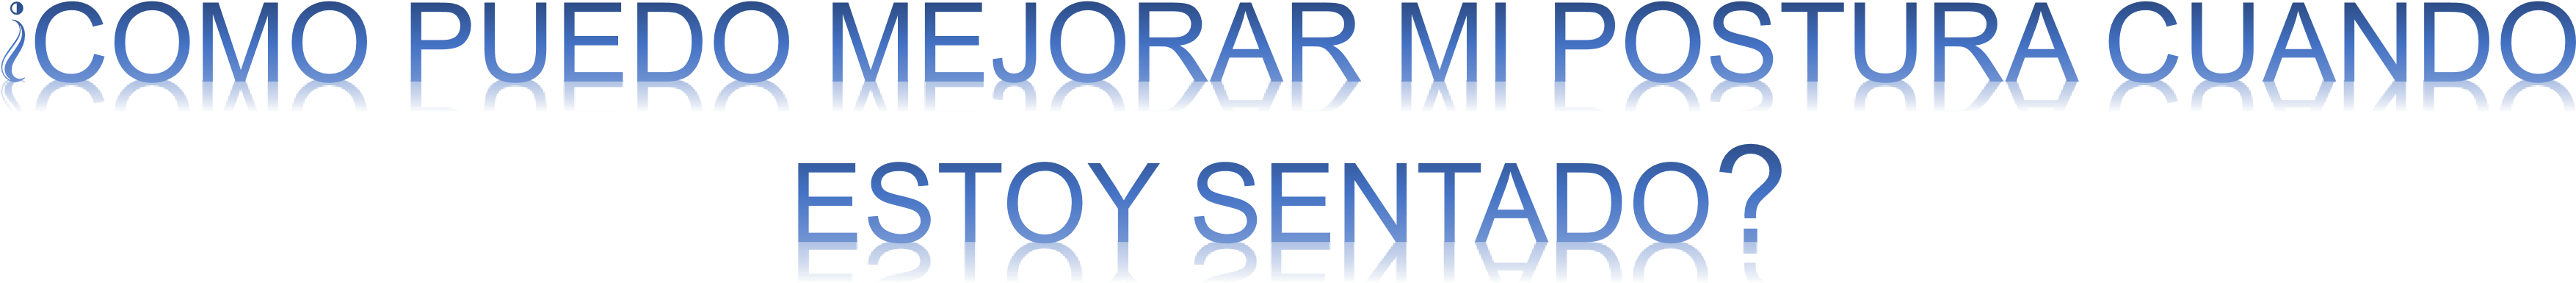 ¿COMO PUEDO MEJORAR MI POSTURA CUANDO
ESTOY SENTADO?